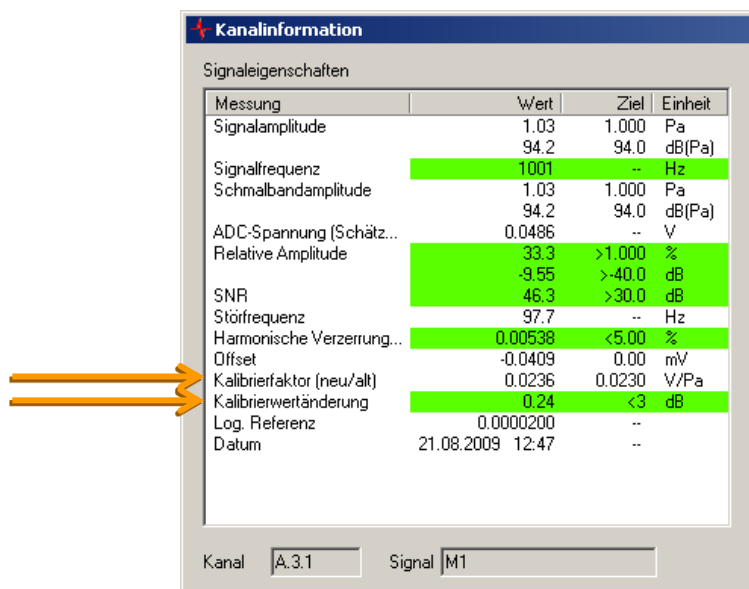 Kanalinformation
Signaleigenschaften
Messung Wert Ziel Einheit
Signalamplitude 1.03 1.000 Pa
94.2 94.0 dB(Pa)
Signalfrequenz 1001 -- Hz
Schmalbandamplitude 1.03 1.000 Pa
94.2 94.0 dB(Pa)
ADC-Spannung (Schätz... 0.0486 -- V
Relative Amplitude 33.3 >1.000 %
-9.55 >-40.0 dB
SNR 46.3 >30.0 dB
Störfrequenz 97.7 -- Hz
Harmonische Verzerrung... 0.00538 <5.00 %
Offset -0.0409 0.00 mV
Kalibrierfaktor (neu/alt) 0.0236 0.0230 V/Pa
Kalibrierwertänderung 0.24 <3 dB
Log. Referenz 0.0000200 --
Datum 21.08.2009 12:47 --
Kanal A.3.1 Signal M1